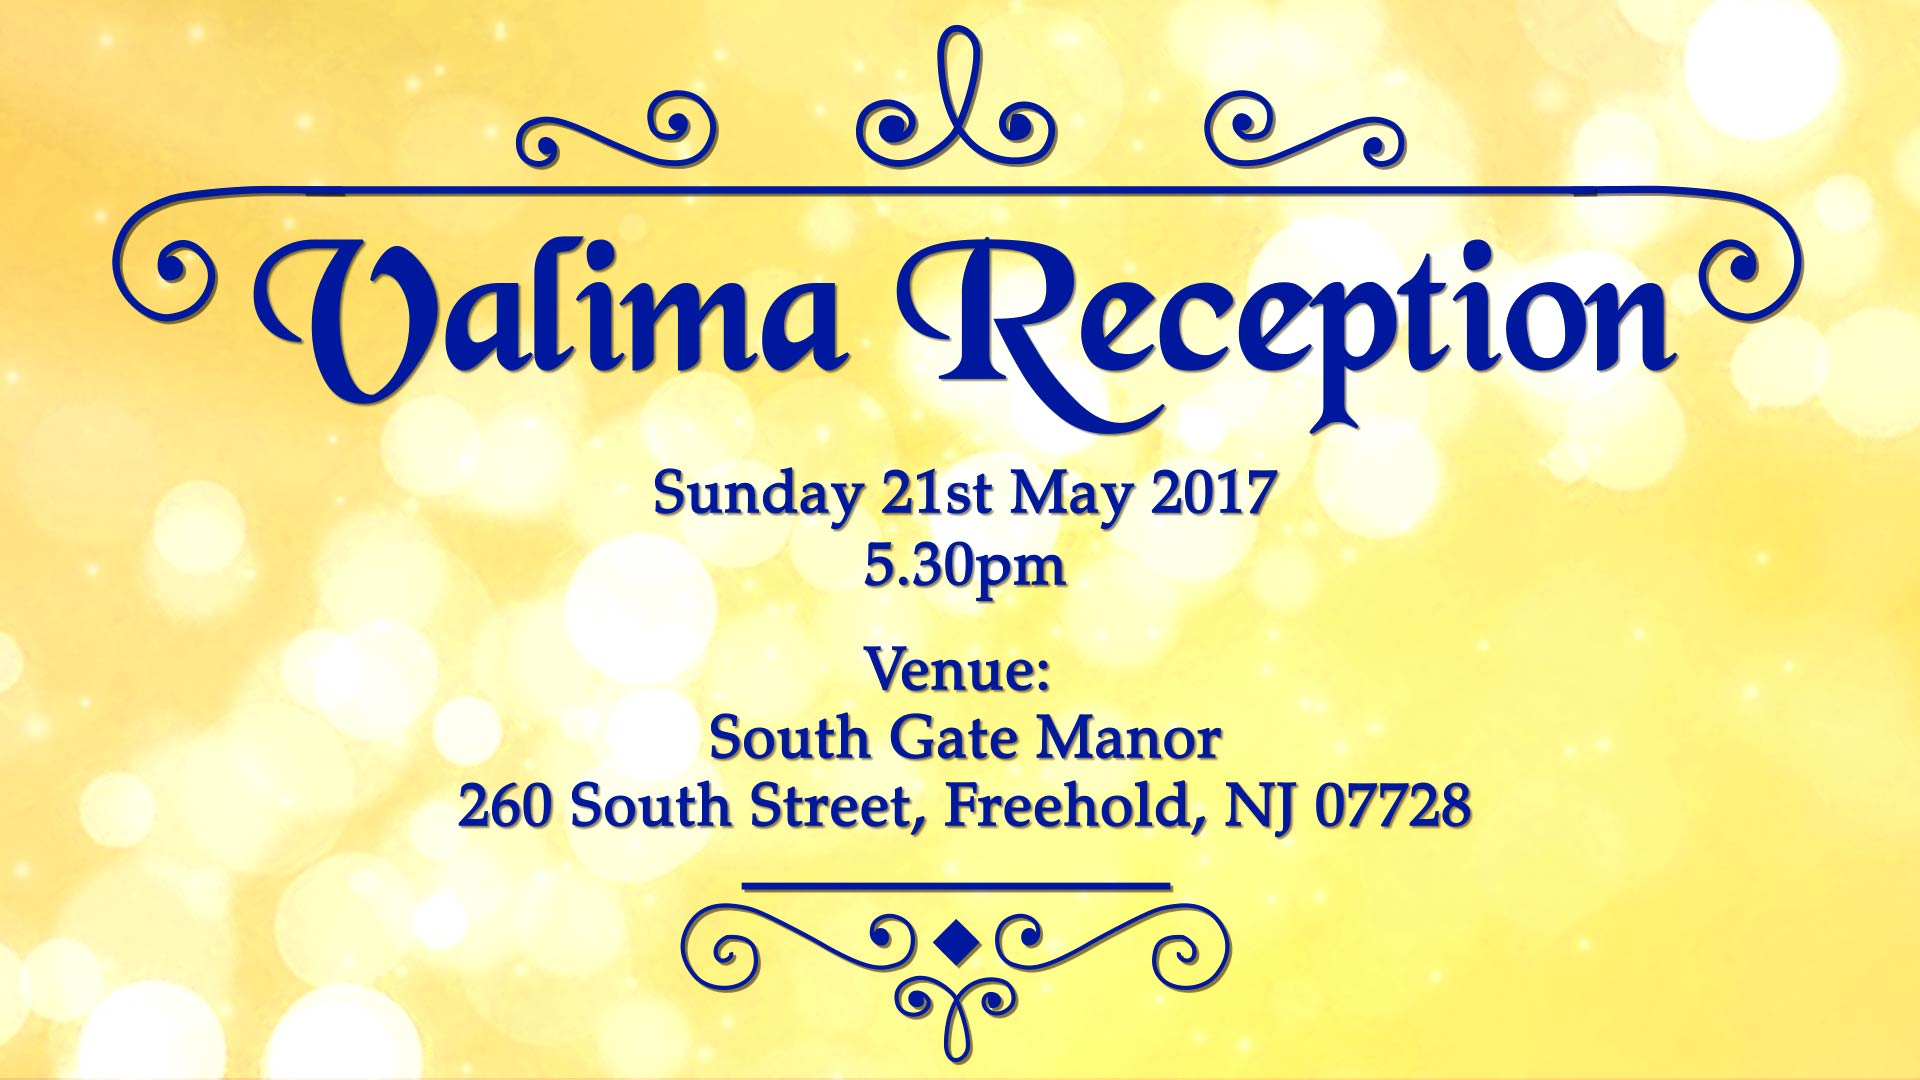 Valima Reception
Sunday 21st May 2017
5.30pm
Venue:
South Gate Manor
260 South Street, Freehold, NJ 07728